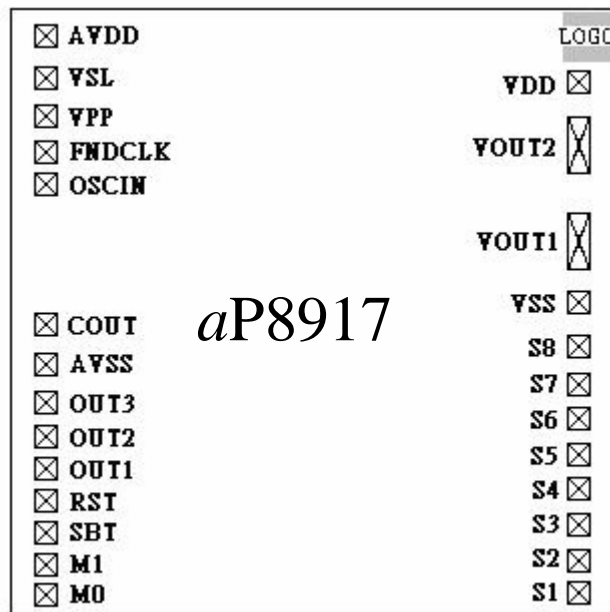 AVDD
VSL
VPP
FNDCLK
OSCIN
COUT
AVSS
OUT3
OUT2
OUT1
RST
SBT
M1
M0
aP8917
LOGO
VDD
VOUT2
VOUT1
VSS
S8
S7
S6
S5
S4
S3
S2
S1